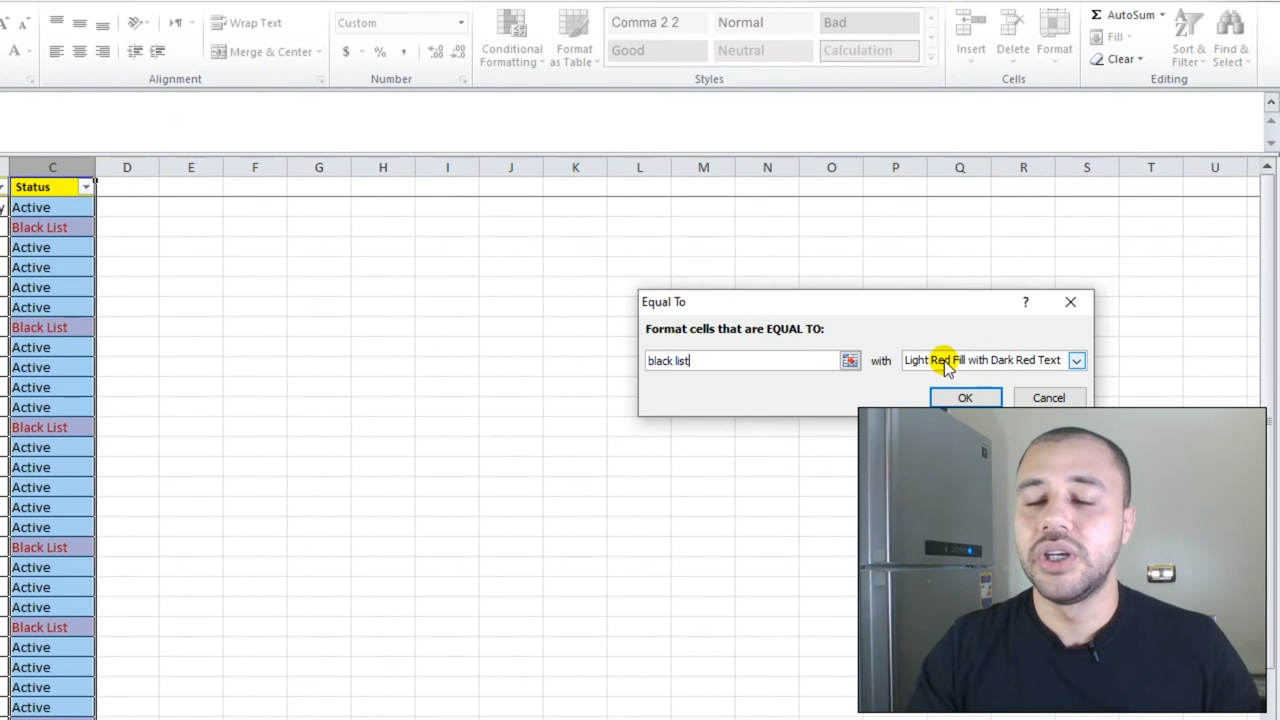 Wrap Text
Custom
Merge & Center
$ % ,
Conditional
Formatting
Format
as Table
Comma 2 2
Normal
Bad
Good
Neutral
Calculation
Insert
Delete
Format
Σ AutoSum
Fill
Clear
Sort &
Filter
Find &
Select
Alignment
Number
Styles
Cells
Editing
C D E F G H I J K L M N O P Q R S T U
Status
y Active
Black List
Active
Active
Active
Active
Black List
Active
Active
Active
Active
Black List
Active
Active
Active
Active
Active
Black List
Active
Active
Active
Black List
Active
Active
Active
Active
Equal To
? 
Format cells that are EQUAL TO:
black list
with
Light Red Fill with Dark Red Text
OK
Cancel